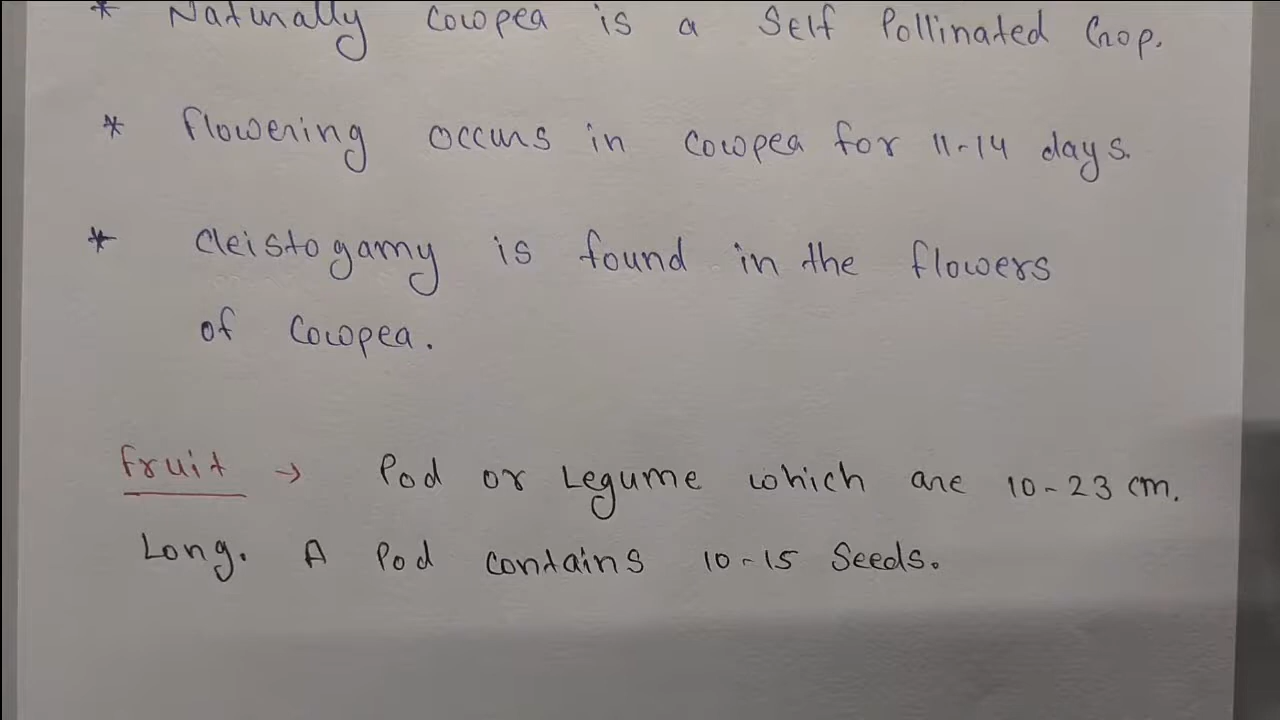 * Naturally Cowpea is a Self Pollinated Crop.
* flowering occurs in Cowpea for 11-14 days.
* cleistogamy is found in the flowers
of Cowpea.
fruit → Pod or Legume which are 10-23 cm.
Long. A Pod contains 10-15 Seeds.